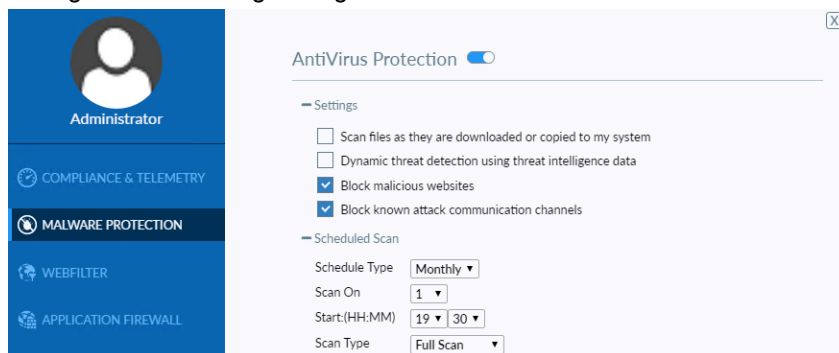 X
AntiVirus Protection
Administrator
COMPLIANCE & TELEMETRY
MALWARE PROTECTION
WEBFILTER
APPLICATION FIREWALL
Settings
Scan files as they are downloaded or copied to my system
Dynamic threat detection using threat intelligence data
Block malicious websites
Block known attack communication channels
Scheduled Scan
Schedule Type Monthly
Scan On 1
Start:(HH:MM) 19 30
Scan Type Full Scan